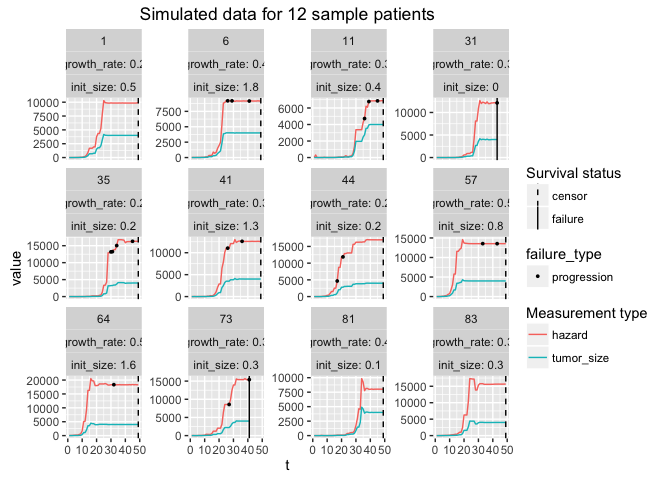 Simulated data for 12 sample patients
1 6 11 31
growth_rate: 0.2 growth_rate: 0.4 growth_rate: 0.3 growth_rate: 0.3
init_size: 0.5 init_size: 1.8 init_size: 0.4 init_size: 0
10000
7500
5000
2500
0
7500
5000
2500
0
6000
4000
2000
0
10000
5000
0
35 41 44 57
growth_rate: 0.2 growth_rate: 0.3 growth_rate: 0.2 growth_rate: 0.5
init_size: 0.2 init_size: 1.3 init_size: 0.2 init_size: 0.8
15000
10000
5000
0
10000
5000
0
15000
10000
5000
0
15000
10000
5000
0
64 73 81 83
growth_rate: 0.5 growth_rate: 0.3 growth_rate: 0.4 growth_rate: 0.3
init_size: 1.6 init_size: 0.3 init_size: 0.1 init_size: 0.3
20000
15000
10000
5000
0
15000
10000
5000
0
10000
7500
5000
2500
0
15000
10000
5000
0
0 10 20 30 40 50 0 10 20 30 40 50 0 10 20 30 40 50 0 10 20 30 40 50
t
value
Survival status
censor
failure
failure_type
progression
Measurement type
hazard
tumor_size